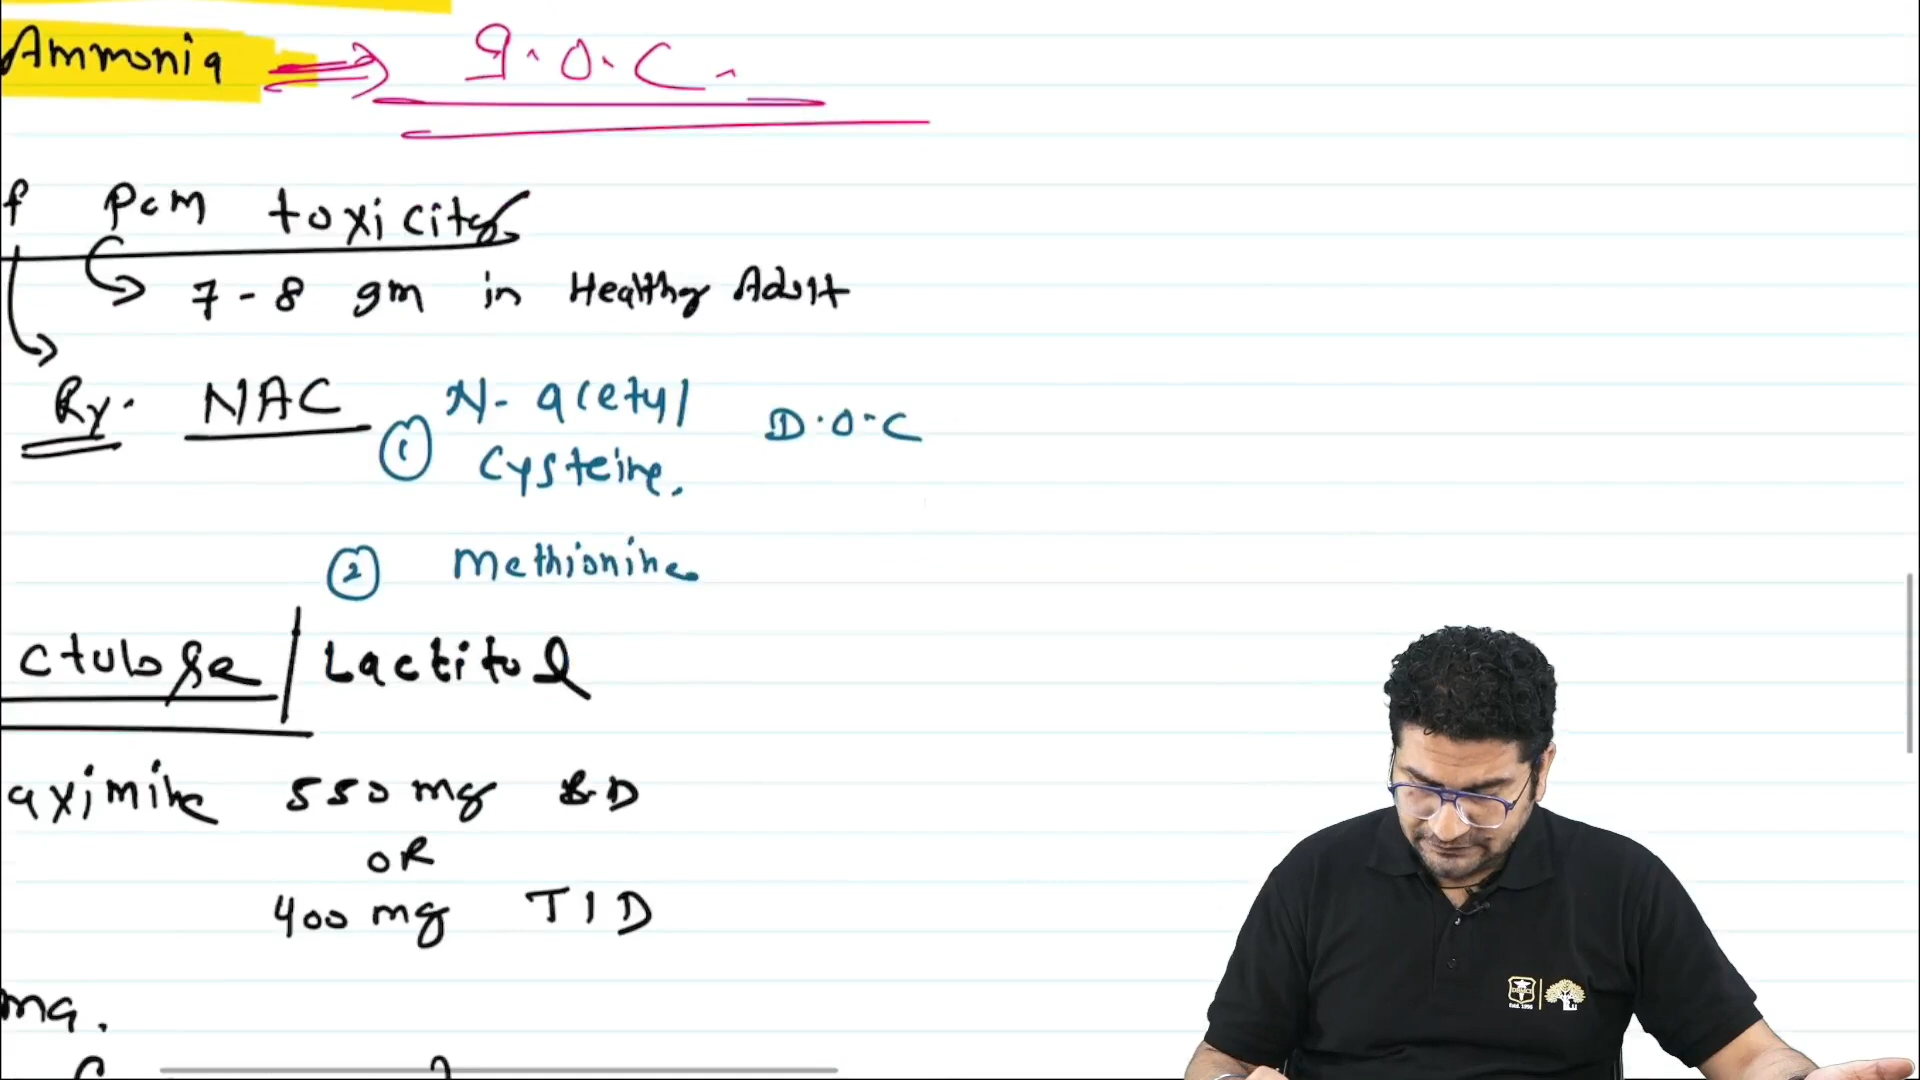 Ammonia ⇒ I.O.C.
f PCM toxicity
→ 7-8 gm in Healthy Adult
Rx. NAC ① N-acetyl Cysteine. D.O.C
② Methionine
ctulose / Lactitol
aximine 550 mg BD
OR
400 mg TID
ma.